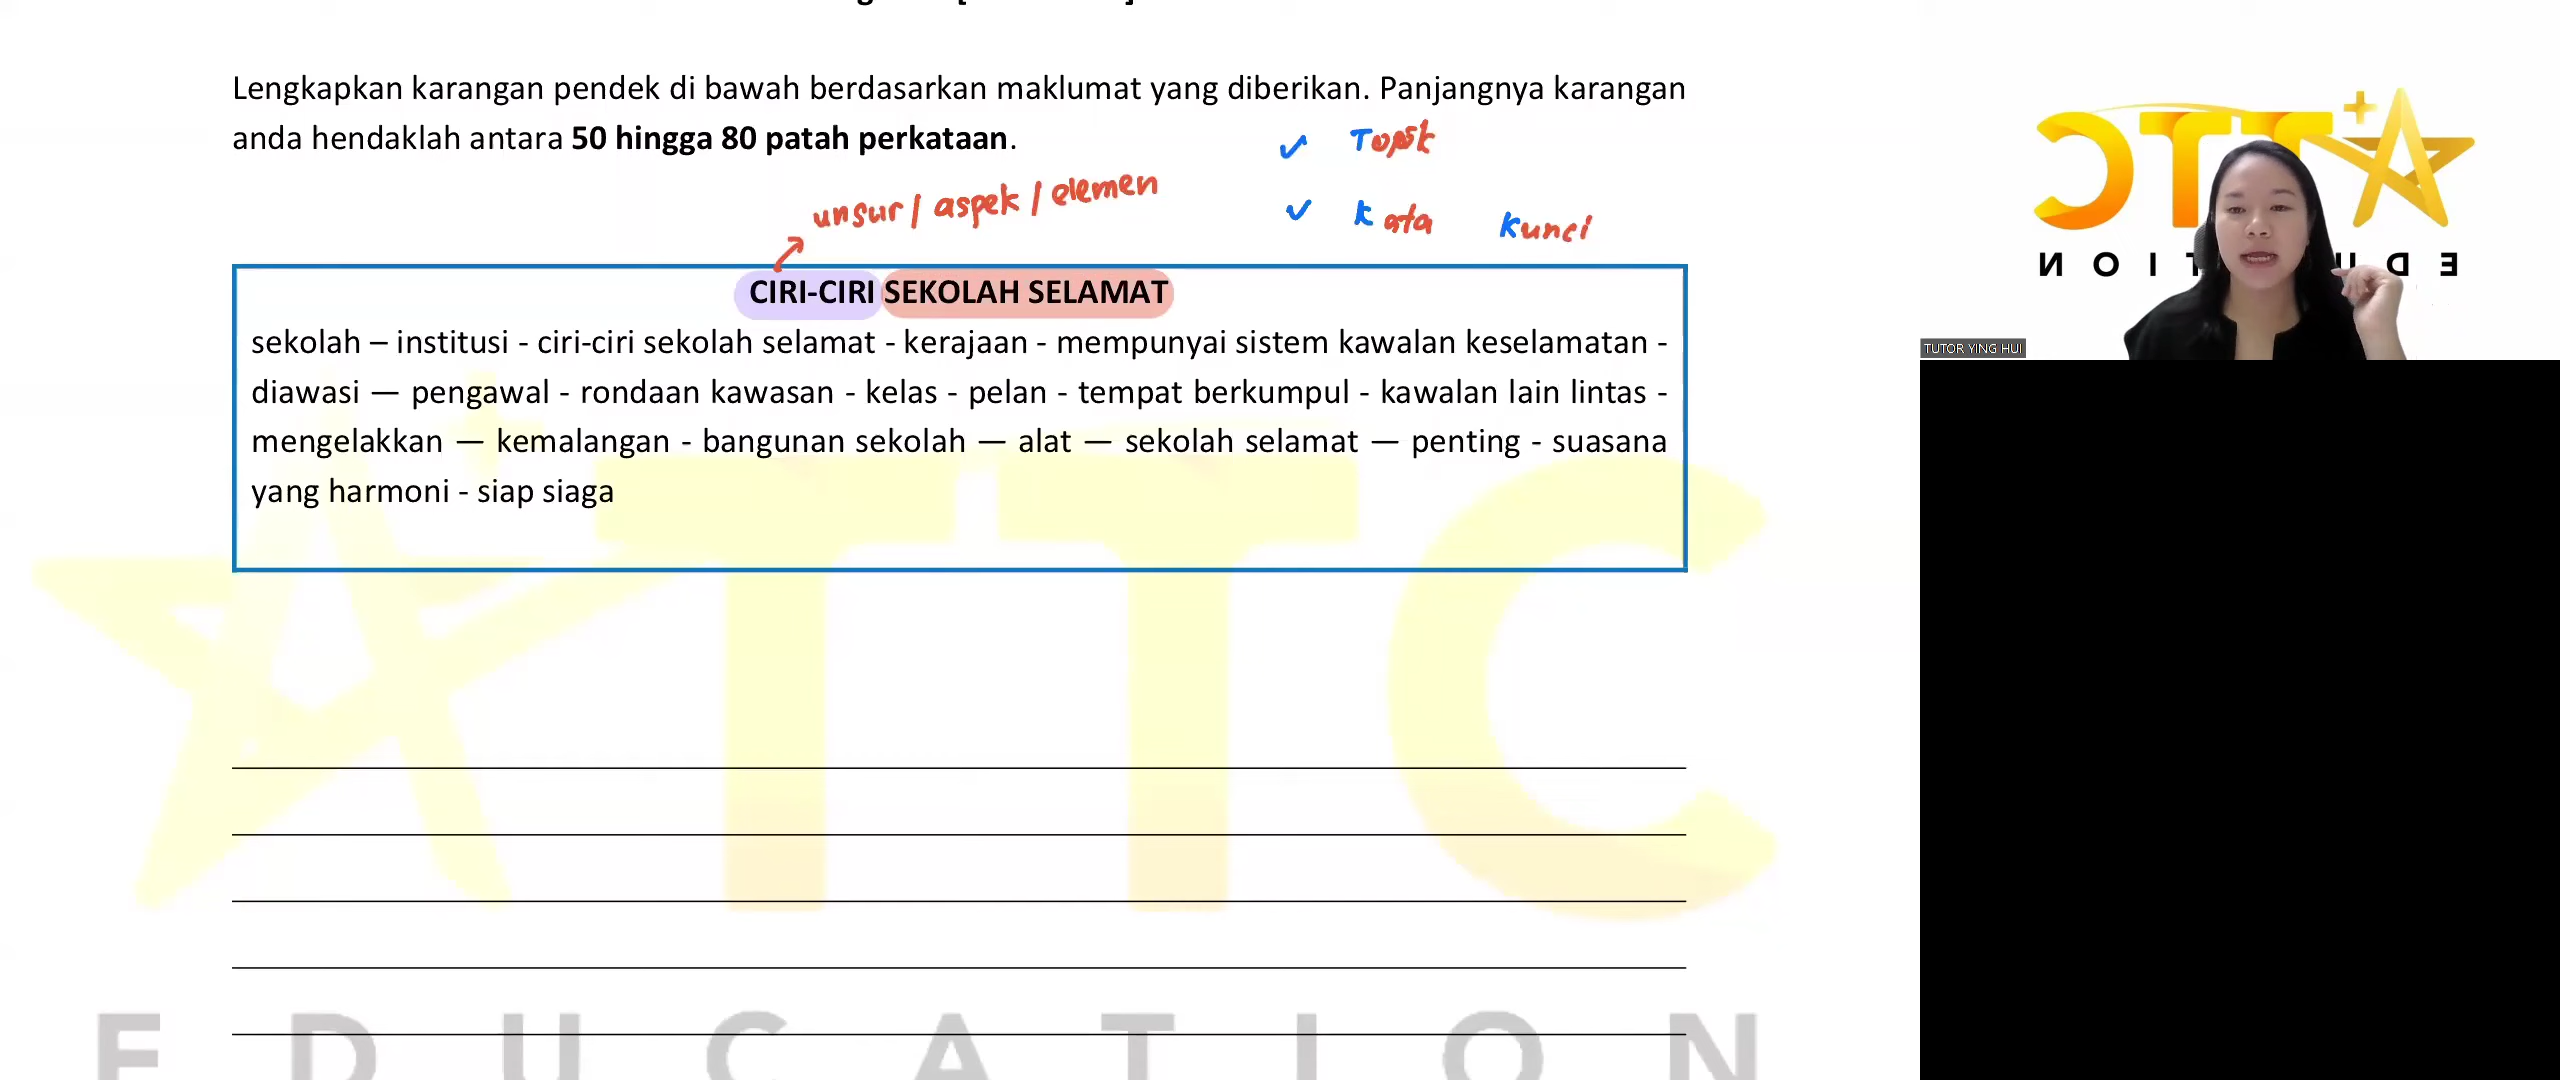 Lengkapkan karangan pendek di bawah berdasarkan maklumat yang diberikan. Panjangnya karangan
anda hendaklah antara 50 hingga 80 patah perkataan.
✓ Topik
unsur / aspek / elemen
✓ kata kunci
CIRI-CIRI SEKOLAH SELAMAT
sekolah – institusi - ciri-ciri sekolah selamat - kerajaan - mempunyai sistem kawalan keselamatan -
diawasi — pengawal - rondaan kawasan - kelas - pelan - tempat berkumpul - kawalan lain lintas -
mengelakkan — kemalangan - bangunan sekolah — alat — sekolah selamat — penting - suasana
yang harmoni - siap siaga
TTC
EDUCATION
TUTOR YING HUI